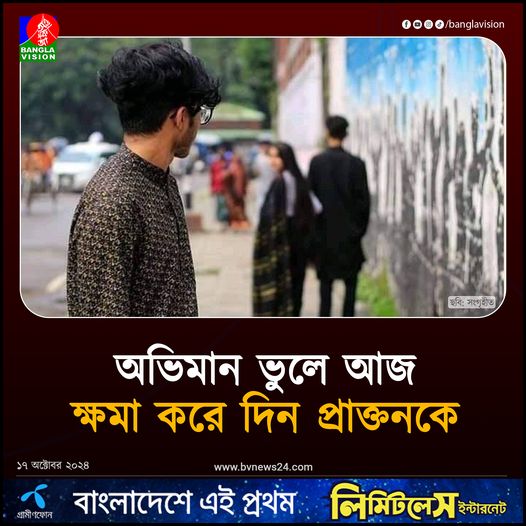 BANGLA
VISION
/banglavision
ছবি: সংগৃহীত
অভিমান ভুলে আজ
ক্ষমা করে দিন প্রাক্তনকে
১৭ অক্টোবর ২০২৪
www.bvnews24.com
গ্রামীণফোন
বাংলাদেশে এই প্রথম
লিমিটলেস ইন্টারনেট